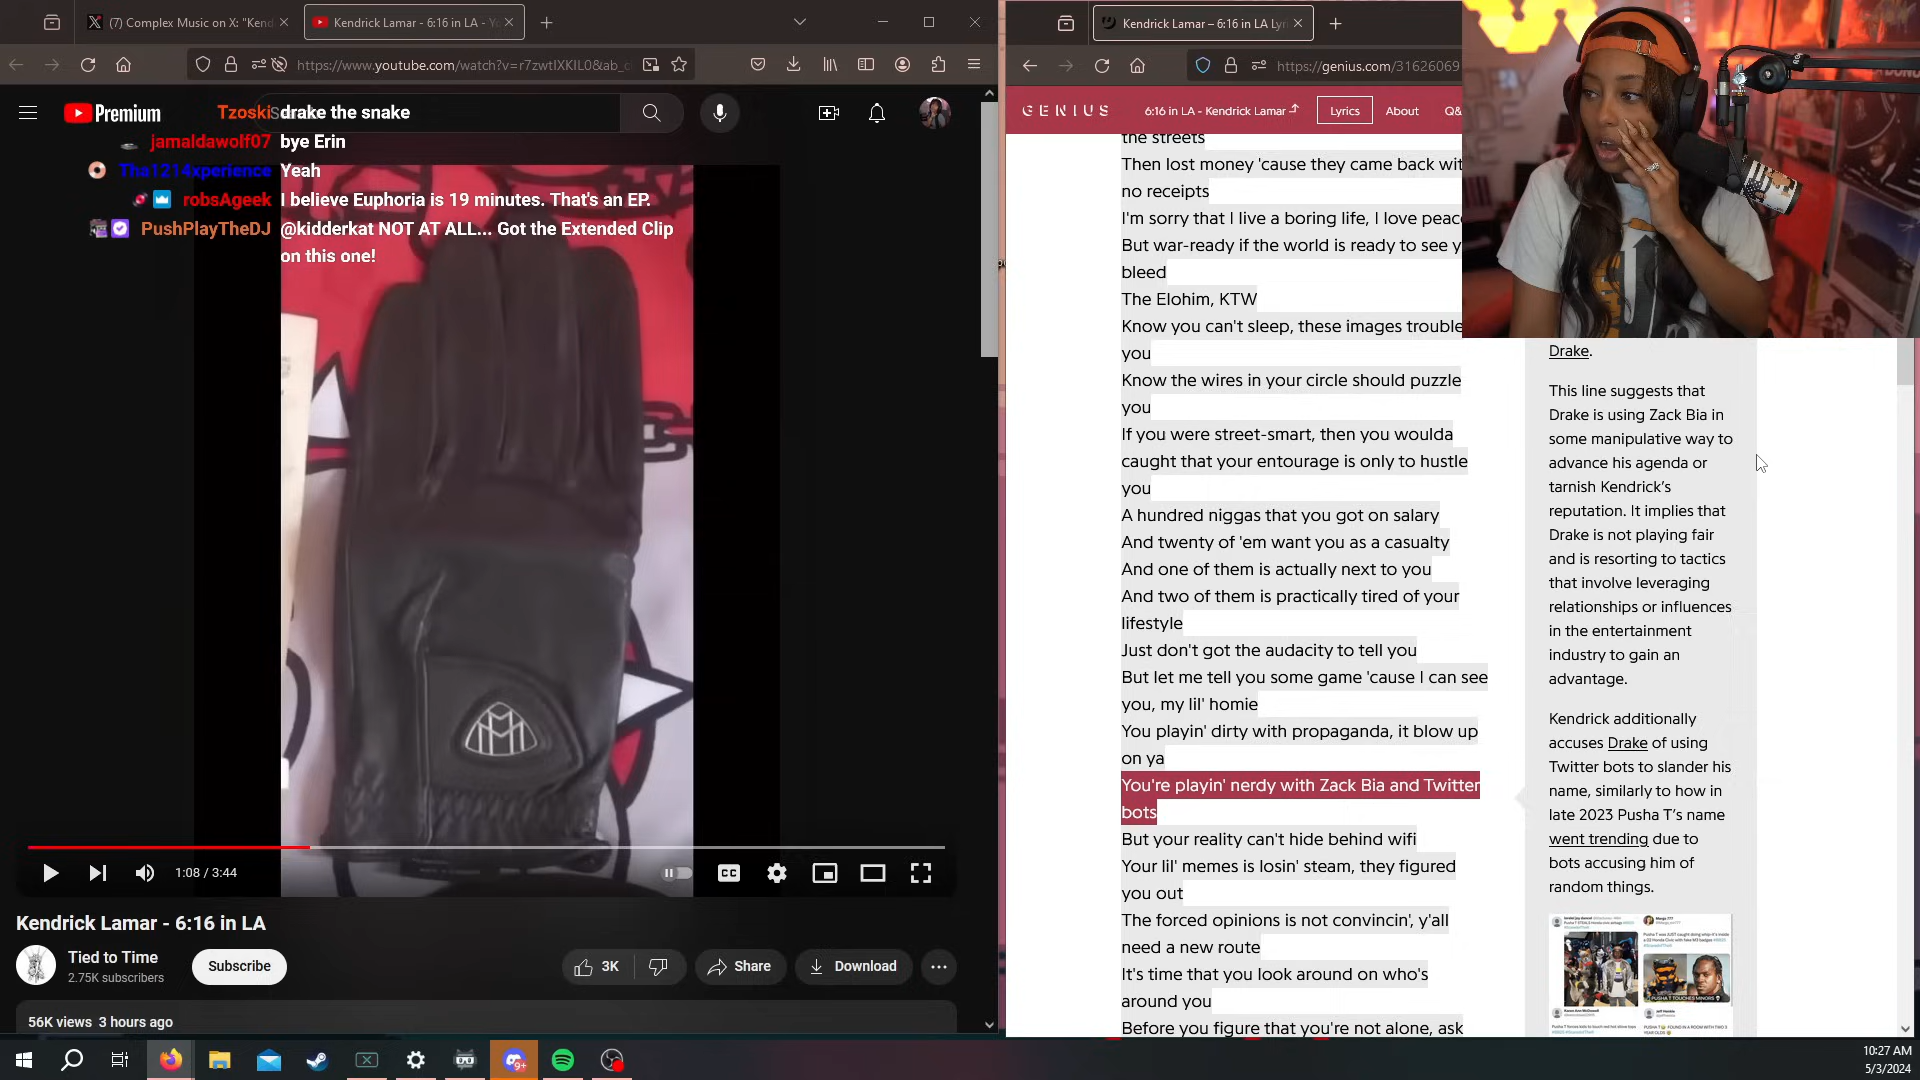 (7) Complex Music on X: "Kend
Kendrick Lamar - 6:16 in LA - Yo
https://www.youtube.com/watch?v=r7zwtIXKIL0&ab_c
Premium
Tzoski drake the snake
jamaldawolf07 bye Erin
Tha1214xperience Yeah
robsAgeek I believe Euphoria is 19 minutes. That's an EP.
PushPlayTheDJ @kidderkat NOT AT ALL... Got the Extended Clip
on this one!
1:08 / 3:44
CC
Kendrick Lamar - 6:16 in LA
Tied to Time
2.75K subscribers
Subscribe
3K
Share
Download
56K views 3 hours ago
Kendrick Lamar – 6:16 in LA Lyri
https://genius.com/31626069
GENIUS
6:16 in LA - Kendrick Lamar
Lyrics
About
Q&
the streets
Then lost money 'cause they came back wit
no receipts
I'm sorry that I live a boring life, I love peac
But war-ready if the world is ready to see y
bleed
The Elohim, KTW
Know you can't sleep, these images trouble
you
Know the wires in your circle should puzzle
you
If you were street-smart, then you woulda
caught that your entourage is only to hustle
you
A hundred niggas that you got on salary
And twenty of 'em want you as a casualty
And one of them is actually next to you
And two of them is practically tired of your
lifestyle
Just don't got the audacity to tell you
But let me tell you some game 'cause I can see
you, my lil' homie
You playin' dirty with propaganda, it blow up
on ya
You're playin' nerdy with Zack Bia and Twitter
bots
But your reality can't hide behind wifi
Your lil' memes is losin' steam, they figured
you out
The forced opinions is not convincin', y'all
need a new route
It's time that you look around on who's
around you
Before you figure that you're not alone, ask
Drake.
This line suggests that
Drake is using Zack Bia in
some manipulative way to
advance his agenda or
tarnish Kendrick's
reputation. It implies that
Drake is not playing fair
and is resorting to tactics
that involve leveraging
relationships or influences
in the entertainment
industry to gain an
advantage.
Kendrick additionally
accuses Drake of using
Twitter bots to slander his
name, similarly to how in
late 2023 Pusha T's name
went trending due to
bots accusing him of
random things.
PUSHA T TOUCHES MINORS
9+
10:27 AM
5/3/2024